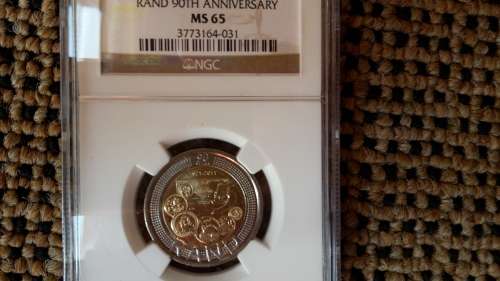 RAND 90TH ANNIVERSARY
MS 65
3773164-031
NGC